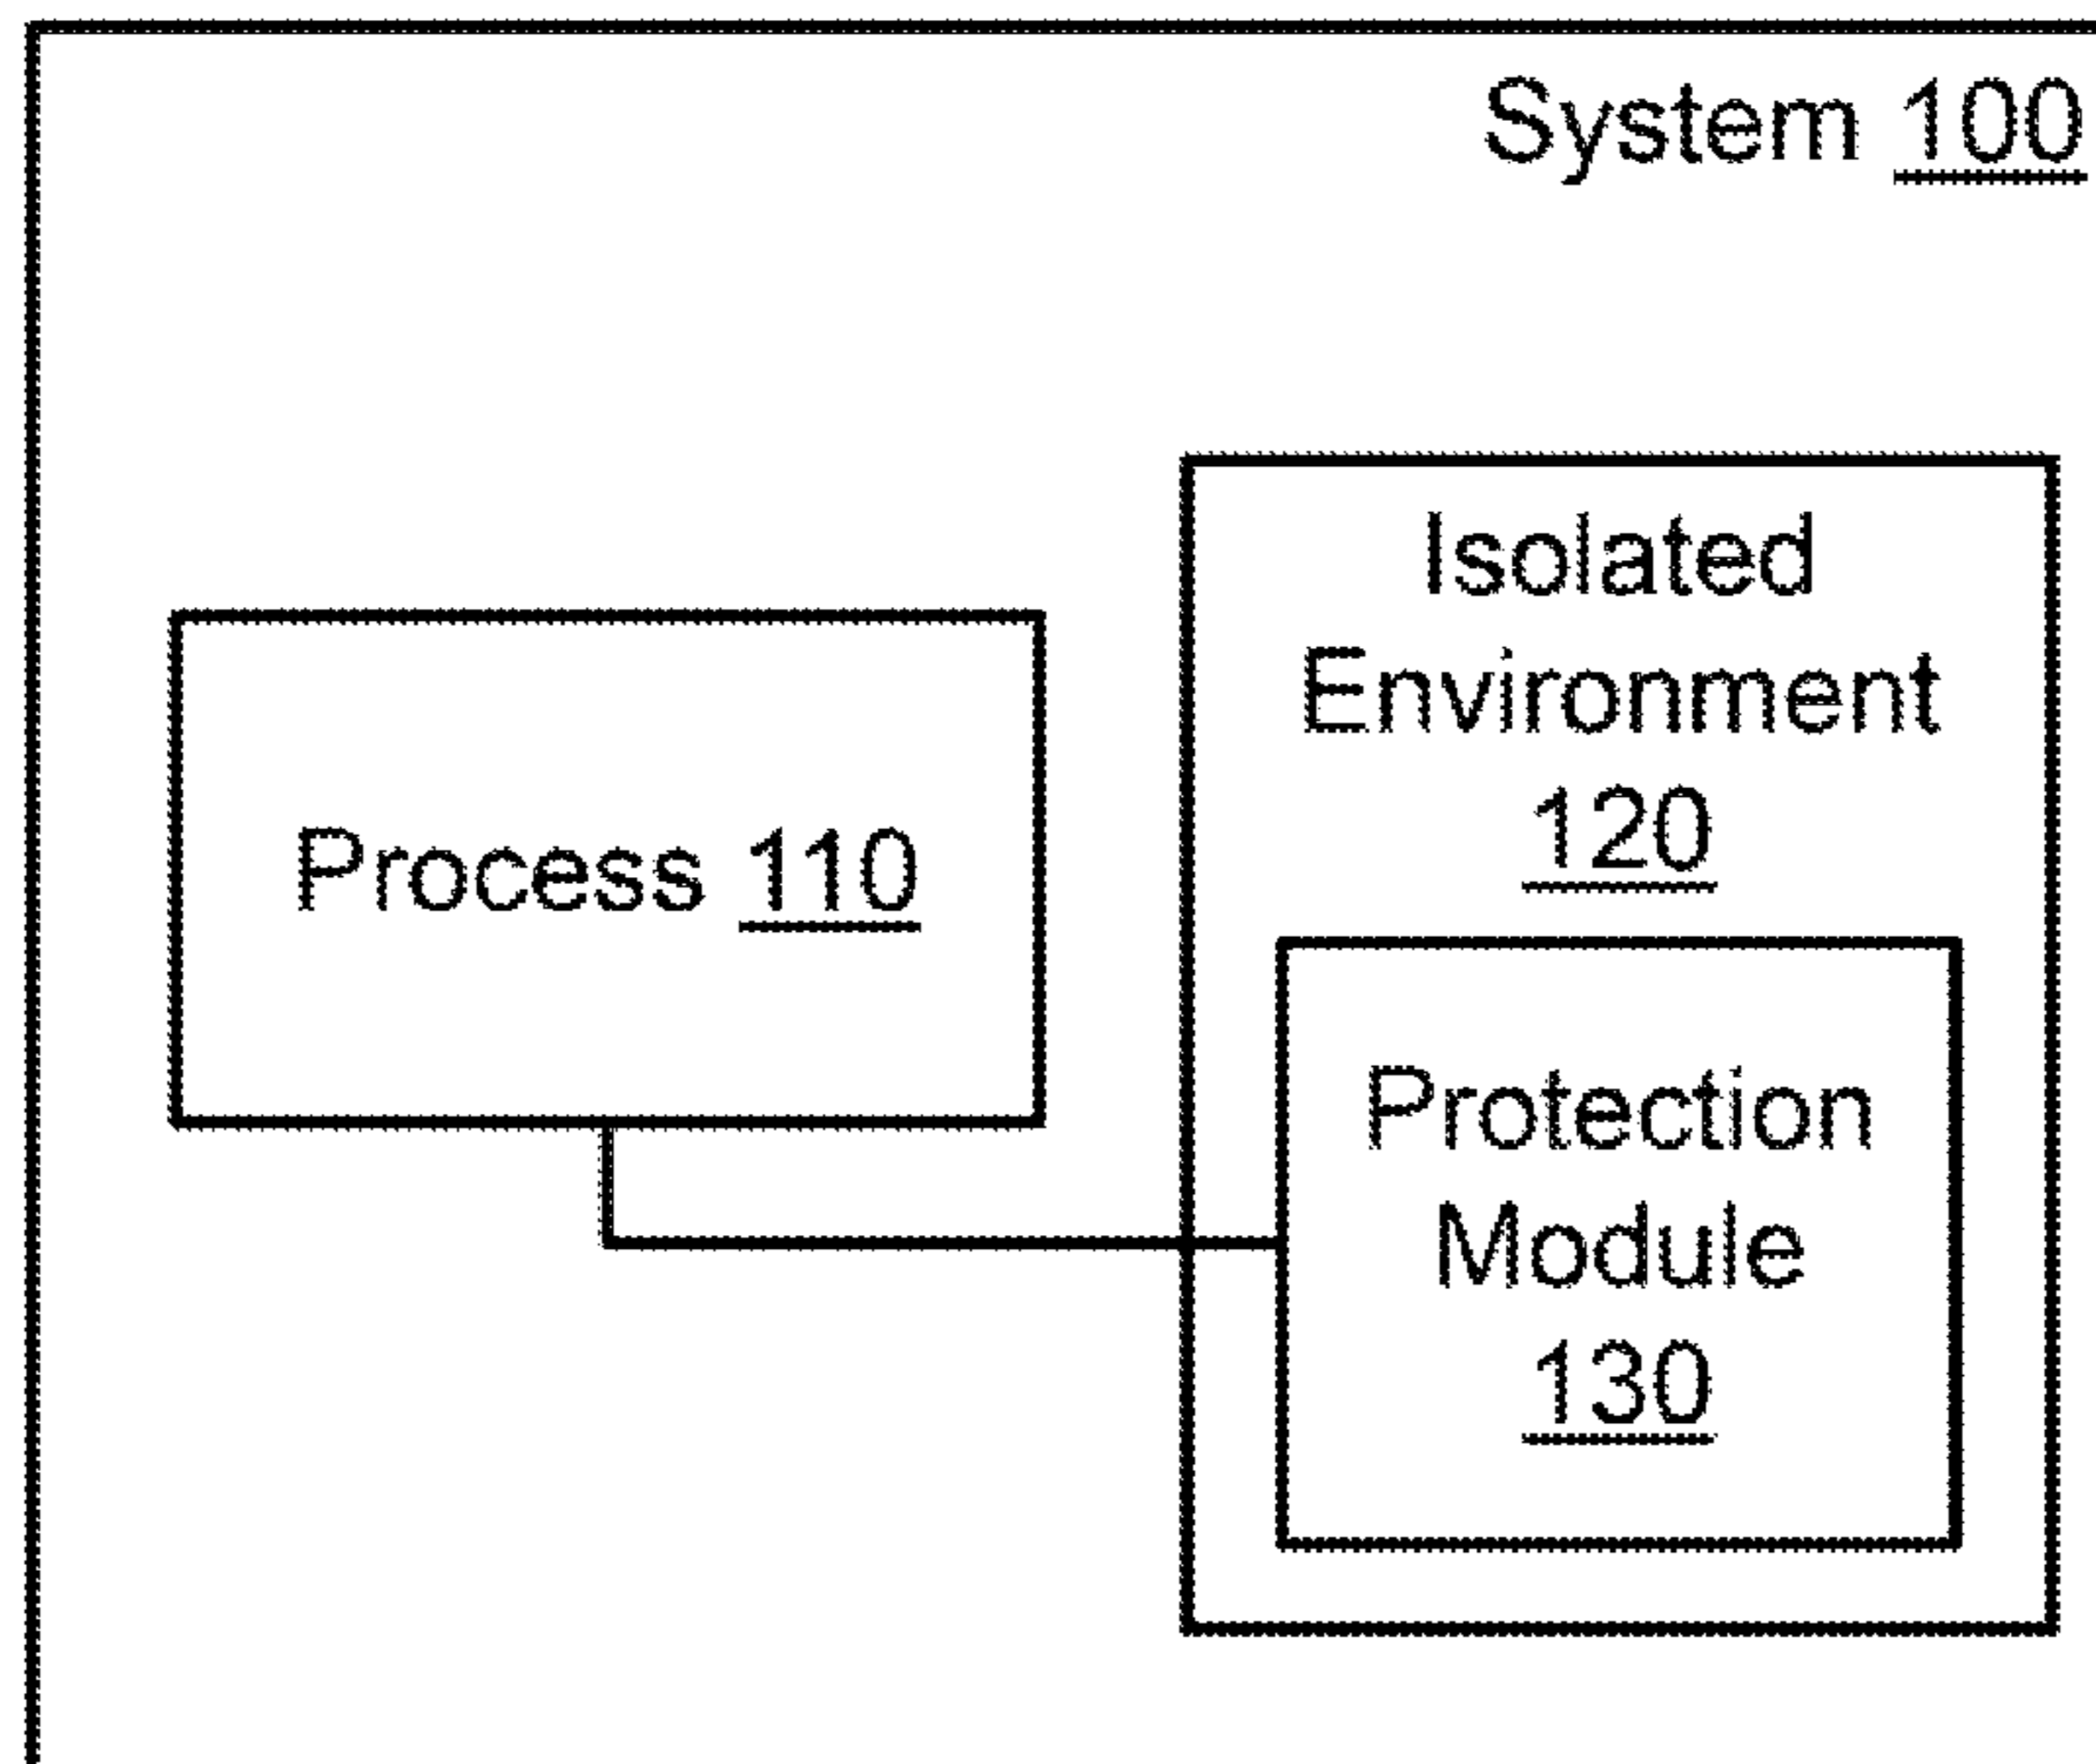 System 100
Isolated
Environment
120
Process 110
Protection
Module
130